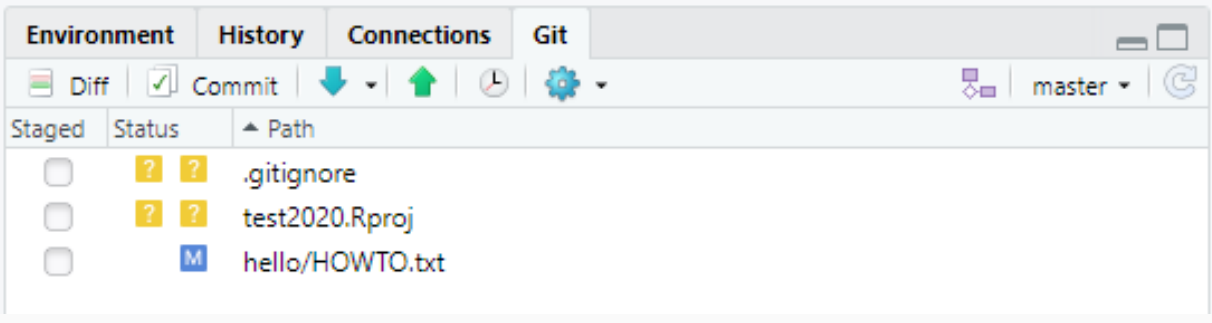 Environment History Connections Git
Diff Commit master
Staged Status Path
? ? .gitignore
? ? test2020.Rproj
M hello/HOWTO.txt